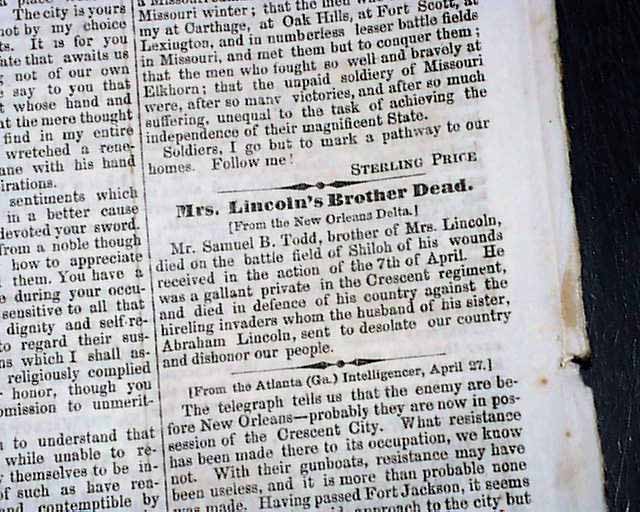 The city is yours
not by my choice
ts. It is for you
ate that awaits us
g not of our own
e say to you that
t whose hand and
at the mere thought
find in my entire
wretched a rene-
ane with his hand
irations.
sentiments which
in a better cause
devoted your sword.
from a noble though
how to appreciate
them. You have a
e during your occu-
sensitive to all that
dignity and self-re-
to regard their sus-
ns which I shall as-
religiously complied
honor, though you
omission to unmerit-
n to understand that
while unable to re-
y themselves to be in-
of such as have rea-
and contemptible by
Missouri winter; that the men
my at Carthage, at Oak Hills, at Fort Scott, at
Lexington, and in numberless lesser battle fields
in Missouri, and met them but to conquer them;
that the men who fought so well and bravely at
Elkhorn; that the unpaid soldiery of Missouri
were, after so many victories, and after so much
suffering, unequal to the task of achieving the
independence of their magnificent State.
Soldiers, I go but to mark a pathway to our
homes. Follow me!
STERLING PRICE
Mrs. Lincoln's Brother Dead.
[From the New Orleans Delta.]
Mr. Samuel B. Todd, brother of Mrs. Lincoln,
died on the battle field of Shiloh of his wounds
received in the action of the 7th of April. He
was a gallant private in the Crescent regiment,
and died in defence of his country against the
hireling invaders whom the husband of his sister,
Abraham Lincoln, sent to desolate our country
and dishonor our people.
[From the Atlanta (Ga.) Intelligencer, April 27.]
The telegraph tells us that the enemy are be-
fore New Orleans—probably they are now in pos-
session of the Crescent City. What resistance
has been made there to its occupation, we know
not. With their gunboats, resistance may have
been useless, and it is more than probable none
was made. Having passed Fort Jackson, it seems
approach to the city but